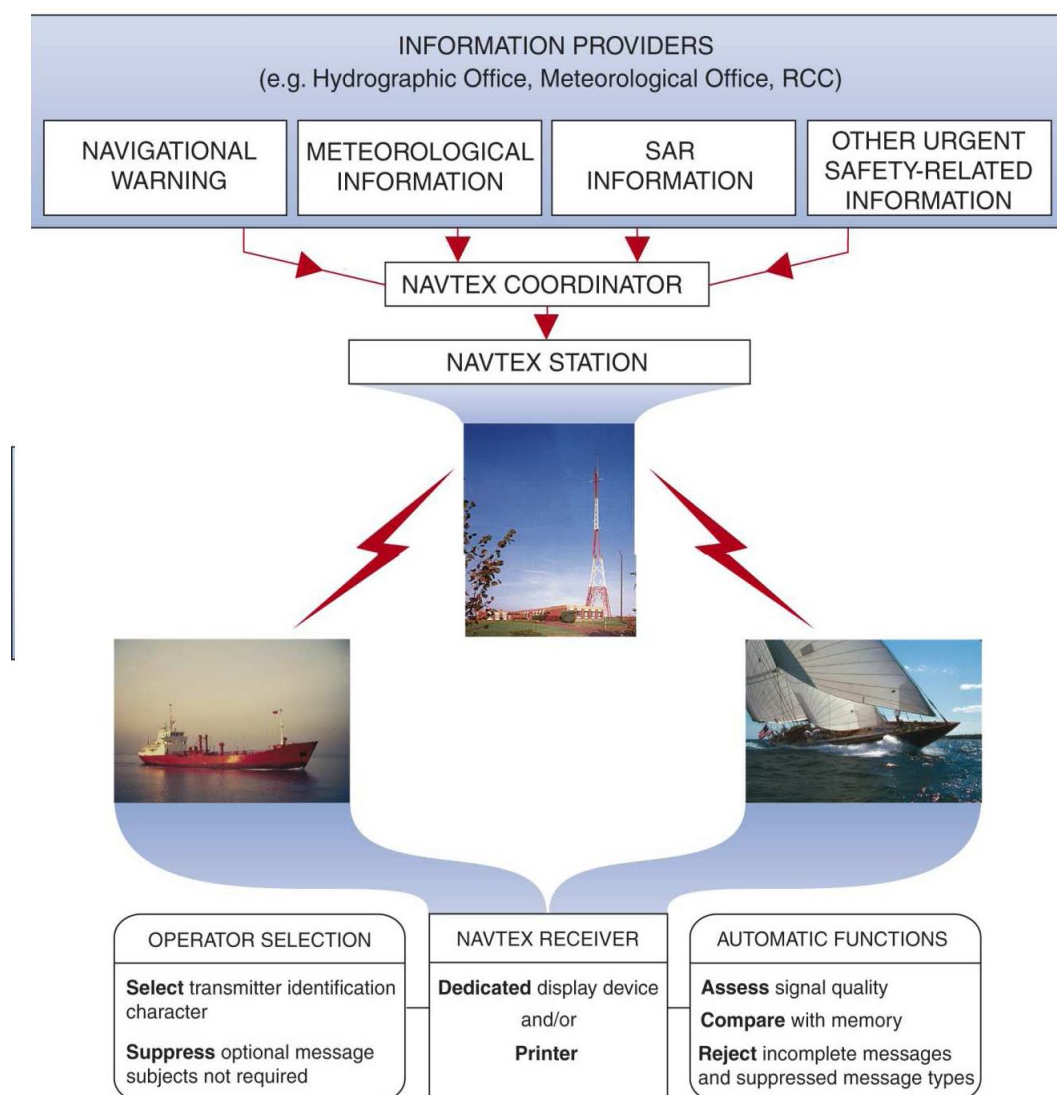 INFORMATION PROVIDERS
(e.g. Hydrographic Office, Meteorological Office, RCC)
NAVIGATIONAL
WARNING
METEOROLOGICAL
INFORMATION
SAR
INFORMATION
OTHER URGENT
SAFETY-RELATED
INFORMATION
NAVTEX COORDINATOR
NAVTEX STATION
OPERATOR SELECTION
Select transmitter identification
character
Suppress optional message
subjects not required
NAVTEX RECEIVER
Dedicated display device
and/or
Printer
AUTOMATIC FUNCTIONS
Assess signal quality
Compare with memory
Reject incomplete messages
and suppressed message types